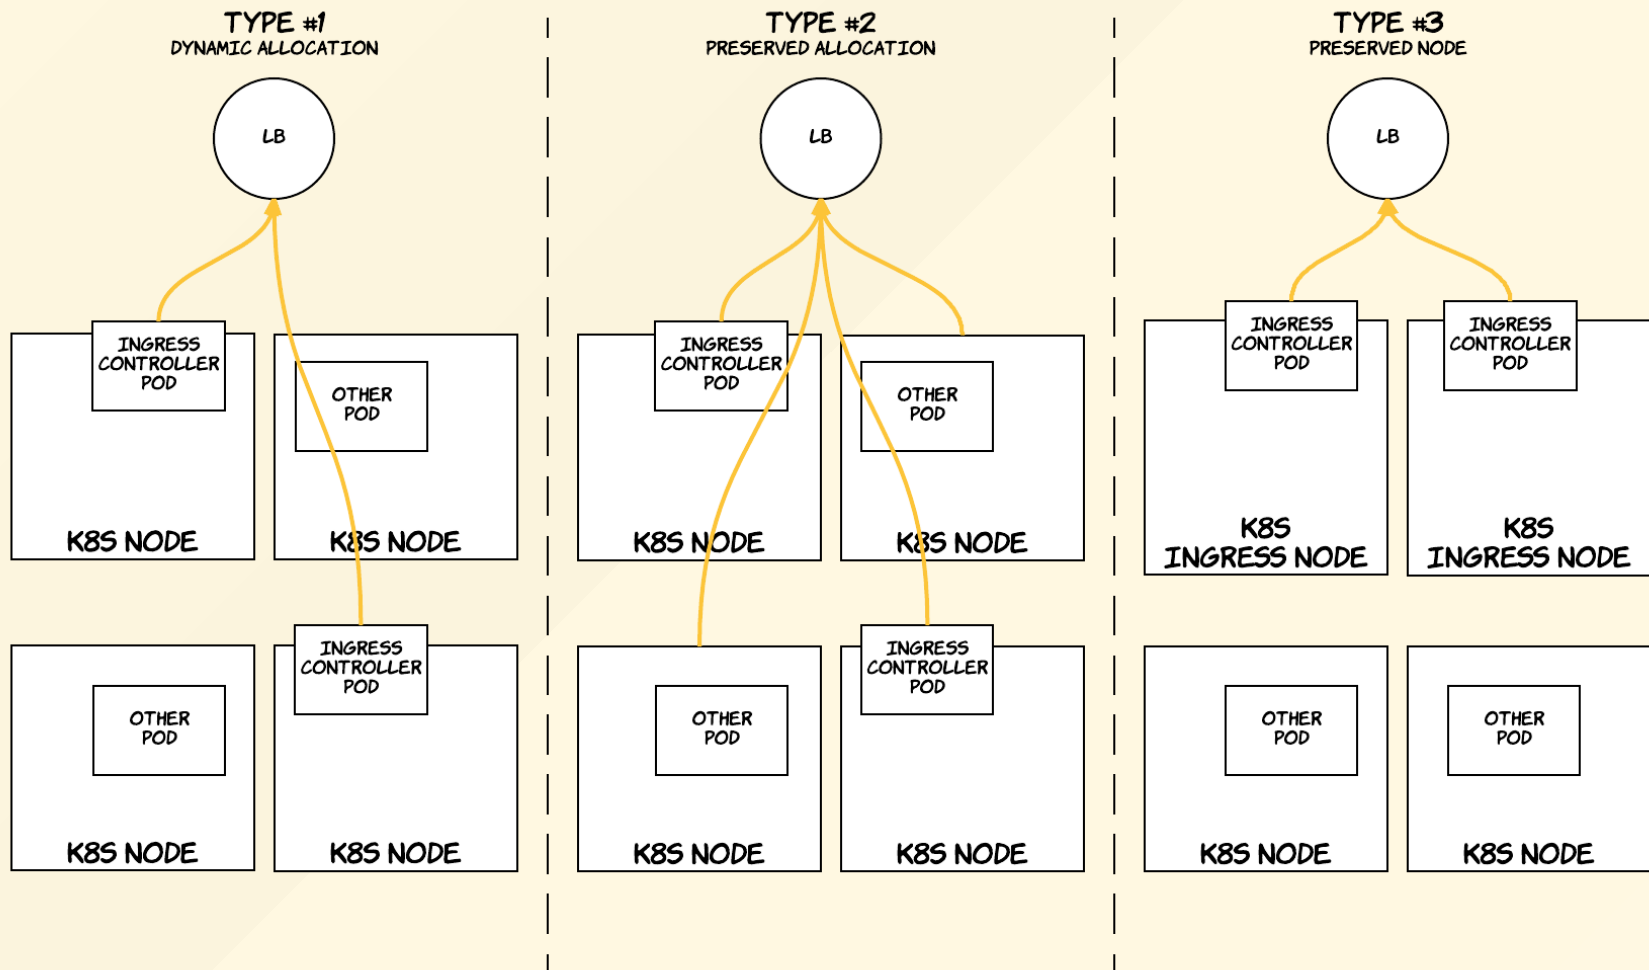 TYPE #1
DYNAMIC ALLOCATION
LB
INGRESS
CONTROLLER
POD
K8S NODE
OTHER
POD
K8S NODE
OTHER
POD
K8S NODE
INGRESS
CONTROLLER
POD
K8S NODE
TYPE #2
PRESERVED ALLOCATION
LB
INGRESS
CONTROLLER
POD
K8S NODE
OTHER
POD
K8S NODE
OTHER
POD
K8S NODE
INGRESS
CONTROLLER
POD
K8S NODE
TYPE #3
PRESERVED NODE
LB
INGRESS
CONTROLLER
POD
K8S
INGRESS NODE
INGRESS
CONTROLLER
POD
K8S
INGRESS NODE
OTHER
POD
K8S NODE
OTHER
POD
K8S NODE